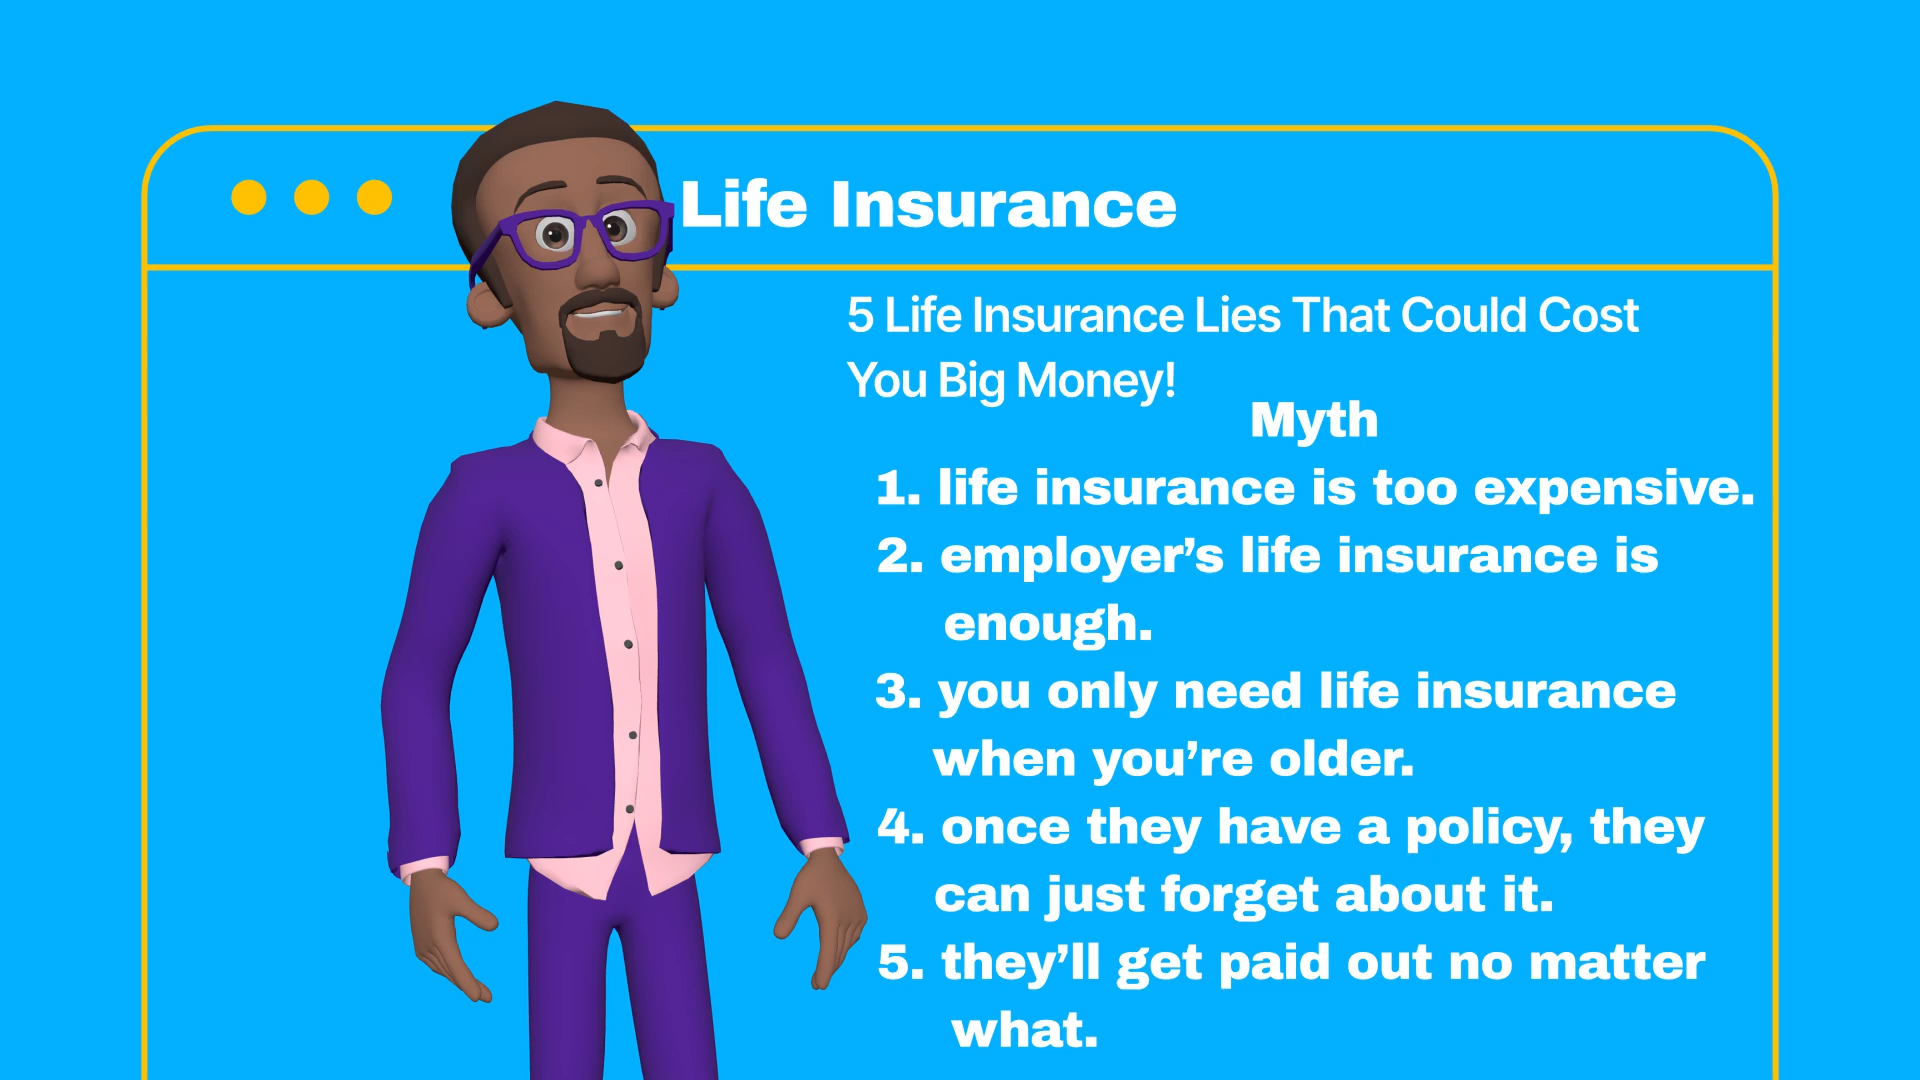 Life Insurance
5 Life Insurance Lies That Could Cost
You Big Money!
Myth
1. life insurance is too expensive.
2. employer’s life insurance is
enough.
3. you only need life insurance
when you’re older.
4. once they have a policy, they
can just forget about it.
5. they’ll get paid out no matter
what.